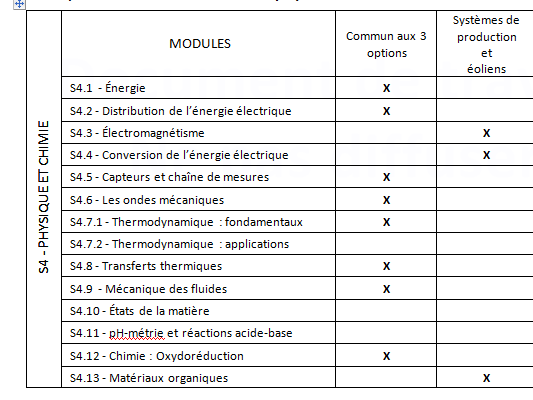 MODULES
Commun aux 3
options
Systèmes de
production
et
éoliens
S4 - PHYSIQUE ET CHIMIE
S4.1 - Énergie X
S4.2 - Distribution de l'énergie électrique X
S4.3 - Électromagnétisme X
S4.4 - Conversion de l'énergie électrique X
S4.5 - Capteurs et chaîne de mesures X
S4.6 - Les ondes mécaniques X
S4.7.1 - Thermodynamique : fondamentaux X
S4.7.2 - Thermodynamique : applications
S4.8 - Transferts thermiques X
S4.9 - Mécanique des fluides X
S4.10 - États de la matière
S4.11 - pH-métrie et réactions acide-base
S4.12 - Chimie : Oxydoréduction X
S4.13 - Matériaux organiques X